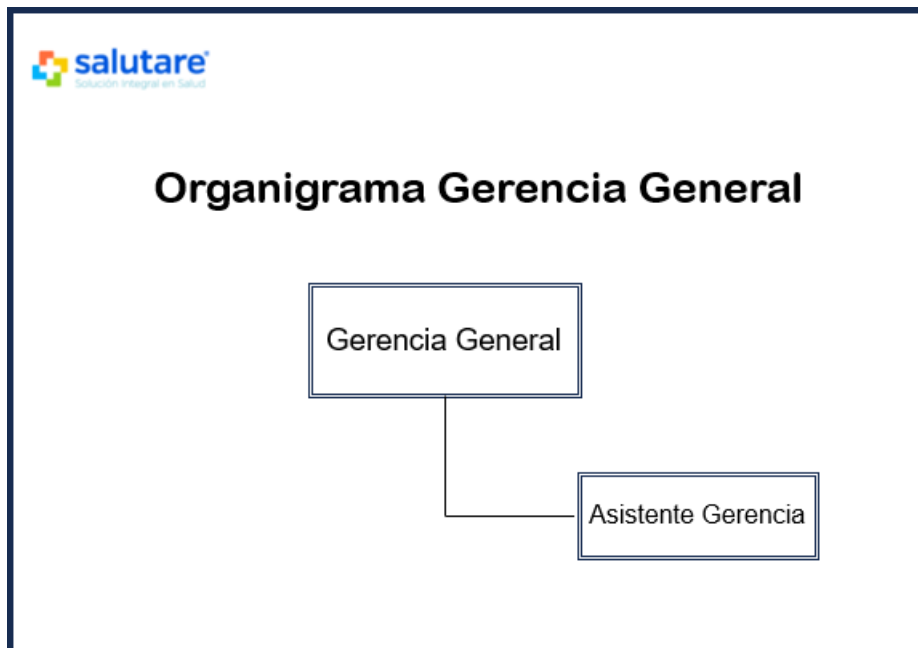 salutare®
Solución Integral en Salud
Organigrama Gerencia General
Gerencia General
Asistente Gerencia